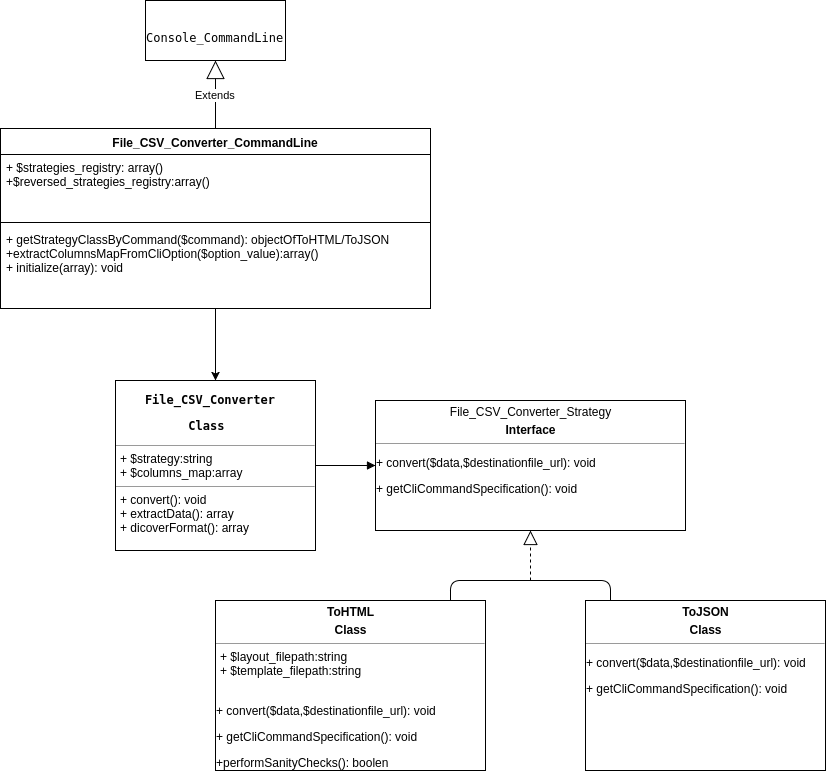 Console_CommandLine
Extends
File_CSV_Converter_CommandLine
+ $strategies_registry: array()
+$reversed_strategies_registry:array()
+ getStrategyClassByCommand($command): objectOfToHTML/ToJSON
+extractColumnsMapFromCliOption($option_value):array()
+ initialize(array): void
File_CSV_Converter
Class
+ $strategy:string
+ $columns_map:array
+ convert(): void
+ extractData(): array
+ dicoverFormat(): array
File_CSV_Converter_Strategy
Interface
+ convert($data,$destinationfile_url): void
+ getCliCommandSpecification(): void
ToHTML
Class
+ $layout_filepath:string
+ $template_filepath:string
+ convert($data,$destinationfile_url): void
+ getCliCommandSpecification(): void
+performSanityChecks(): boolen
ToJSON
Class
+ convert($data,$destinationfile_url): void
+ getCliCommandSpecification(): void